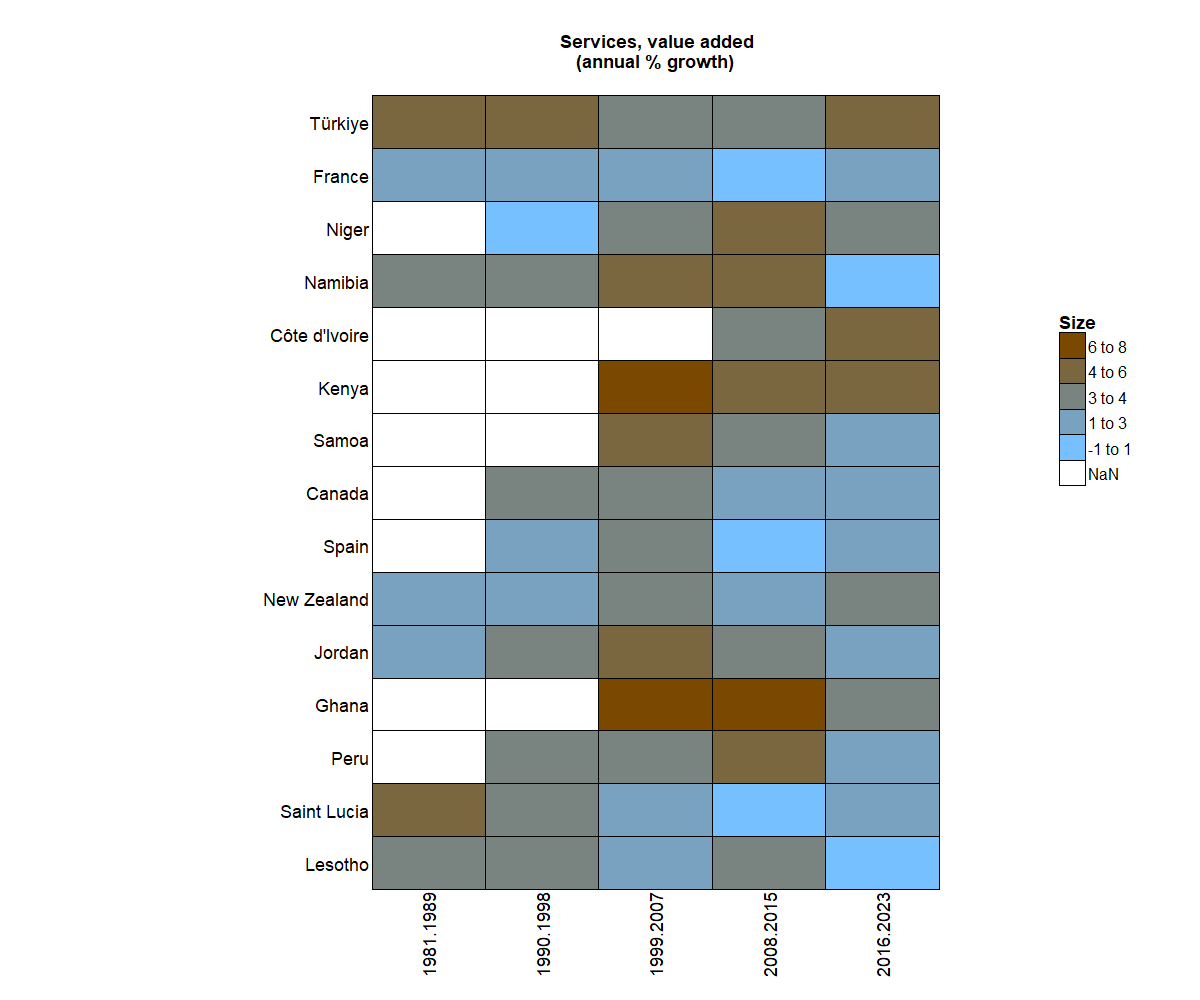 Services, value added
(annual % growth)
Türkiye
France
Niger
Namibia
Côte d'Ivoire
Kenya
Samoa
Canada
Spain
New Zealand
Jordan
Ghana
Peru
Saint Lucia
Lesotho
1981.1989
1990.1998
1999.2007
2008.2015
2016.2023
Size
6 to 8
4 to 6
3 to 4
1 to 3
-1 to 1
NaN